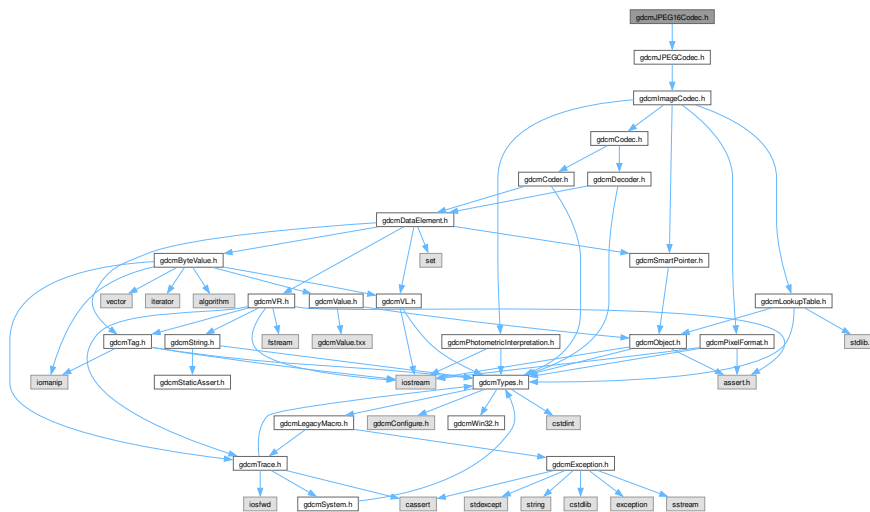 gdcmJPEG16Codec.h
gdcmJPEGCodec.h
gdcmImageCodec.h
gdcmCodec.h
gdcmCoder.h
gdcmDecoder.h
gdcmDataElement.h
gdcmByteValue.h
set
gdcmSmartPointer.h
vector
iterator
algorithm
gdcmVR.h
gdcmValue.h
gdcmVL.h
gdcmLookupTable.h
gdcmTag.h
gdcmString.h
fstream
gdcmValue.txx
gdcmPhotometricInterpretation.h
gdcmObject.h
gdcmPixelFormat.h
stdlib.
iomanip
gdcmStaticAssert.h
iostream
gdcmTypes.h
assert.h
gdcmLegacyMacro.h
gdcmConfigure.h
gdcmWin32.h
cstdint
gdcmTrace.h
gdcmException.h
iosfwd
gdcmSystem.h
cassert
stdexcept
string
cstdlib
exception
sstream